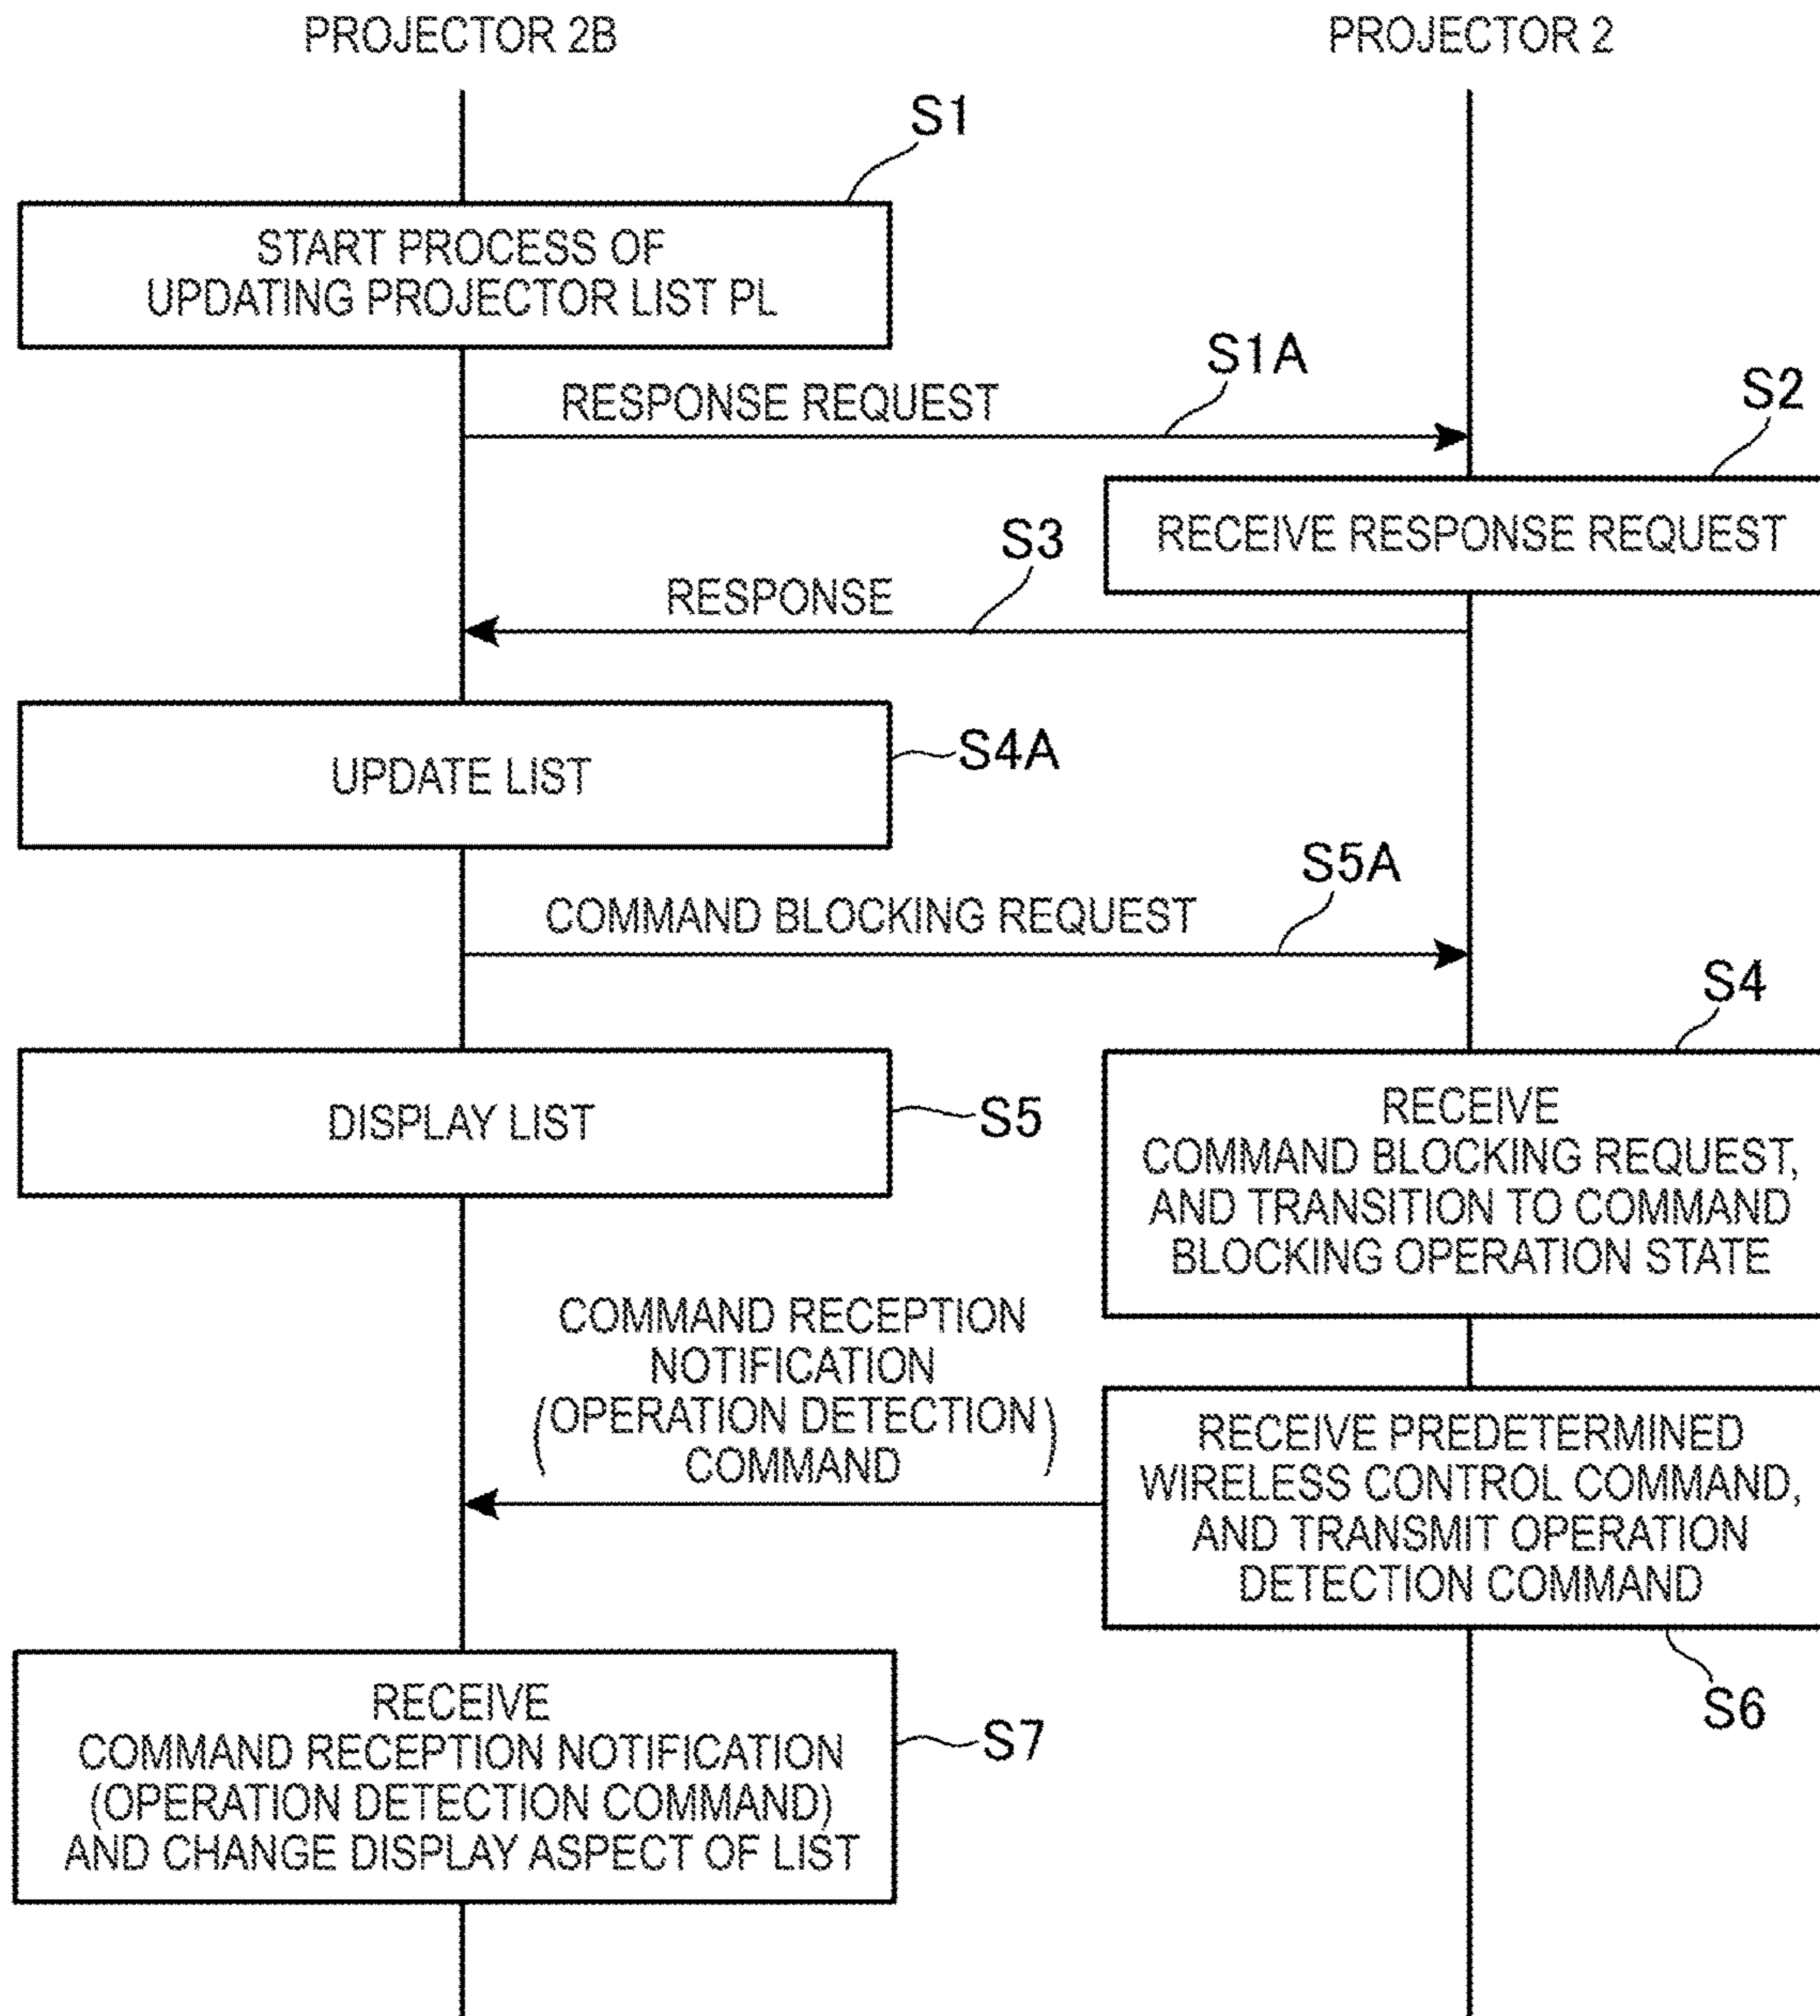 PROJECTOR 2B
PROJECTOR 2
S1
START PROCESS OF
UPDATING PROJECTOR LIST PL
S1A
RESPONSE REQUEST
S2
RECEIVE RESPONSE REQUEST
S3
RESPONSE
UPDATE LIST
S4A
S5A
COMMAND BLOCKING REQUEST
S4
DISPLAY LIST
S5
RECEIVE
COMMAND BLOCKING REQUEST,
AND TRANSITION TO COMMAND
BLOCKING OPERATION STATE
COMMAND RECEPTION
NOTIFICATION
(OPERATION DETECTION
COMMAND)
RECEIVE PREDETERMINED
WIRELESS CONTROL COMMAND,
AND TRANSMIT OPERATION
DETECTION COMMAND
S6
RECEIVE
COMMAND RECEPTION NOTIFICATION
(OPERATION DETECTION COMMAND)
AND CHANGE DISPLAY ASPECT OF LIST
S7